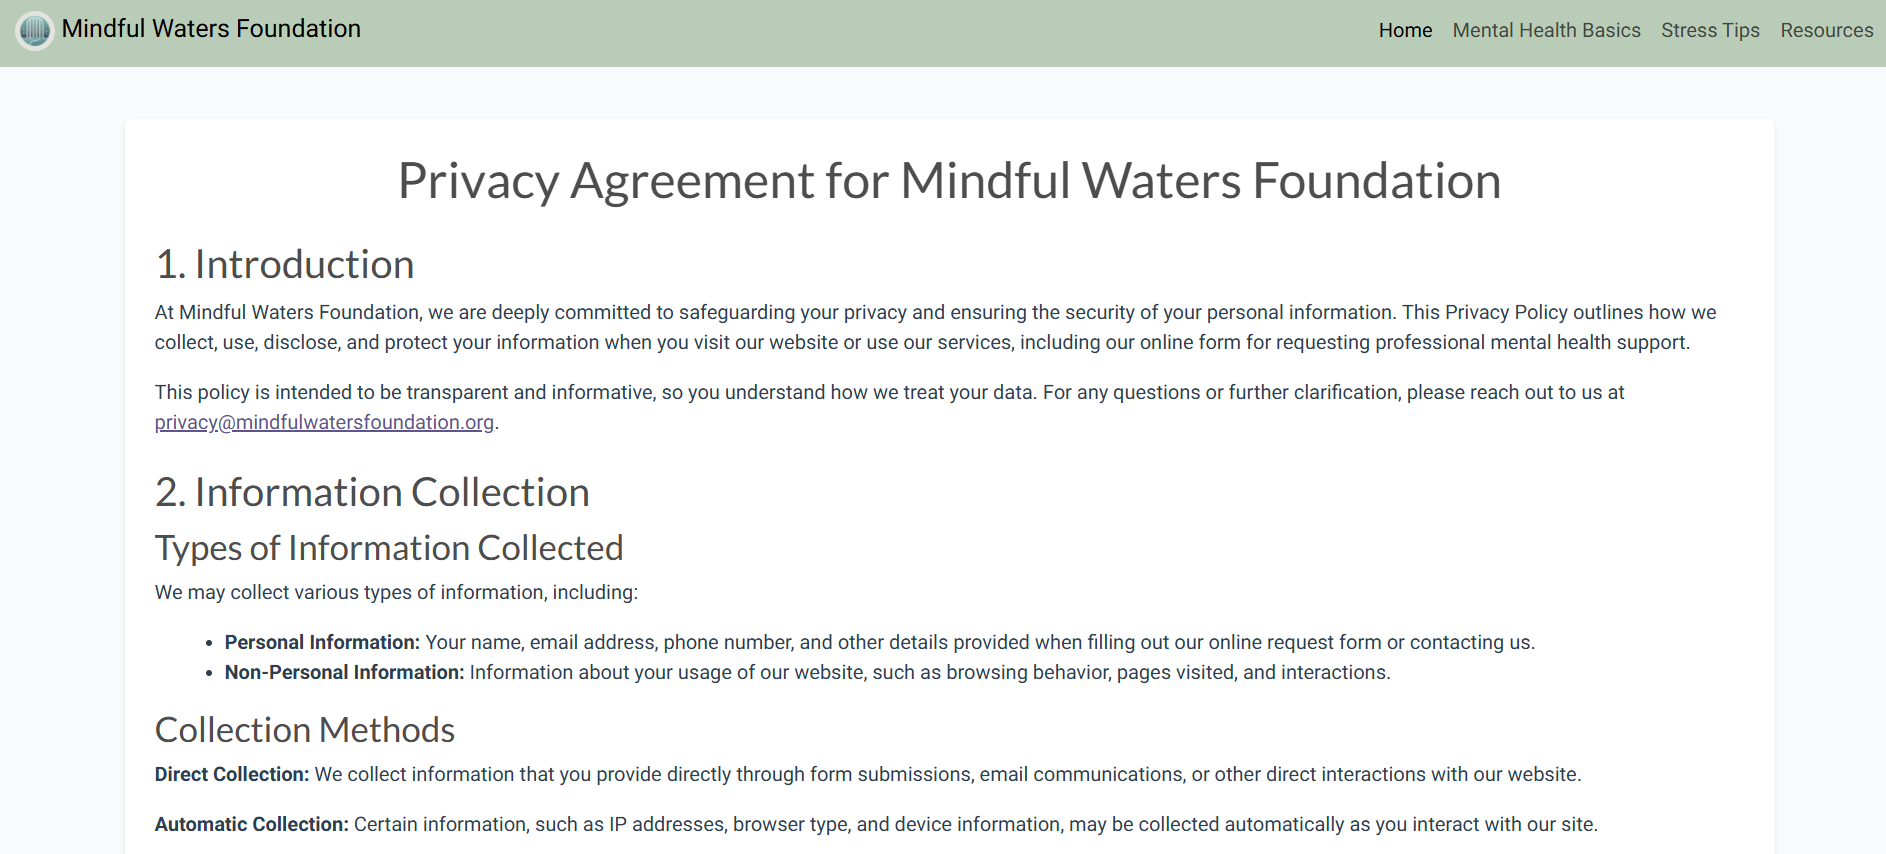 Mindful Waters Foundation
Home Mental Health Basics Stress Tips Resources
Privacy Agreement for Mindful Waters Foundation
1. Introduction
At Mindful Waters Foundation, we are deeply committed to safeguarding your privacy and ensuring the security of your personal information. This Privacy Policy outlines how we
collect, use, disclose, and protect your information when you visit our website or use our services, including our online form for requesting professional mental health support.
This policy is intended to be transparent and informative, so you understand how we treat your data. For any questions or further clarification, please reach out to us at
privacy@mindfulwatersfoundation.org.
2. Information Collection
Types of Information Collected
We may collect various types of information, including:
• Personal Information: Your name, email address, phone number, and other details provided when filling out our online request form or contacting us.
• Non-Personal Information: Information about your usage of our website, such as browsing behavior, pages visited, and interactions.
Collection Methods
Direct Collection: We collect information that you provide directly through form submissions, email communications, or other direct interactions with our website.
Automatic Collection: Certain information, such as IP addresses, browser type, and device information, may be collected automatically as you interact with our site.